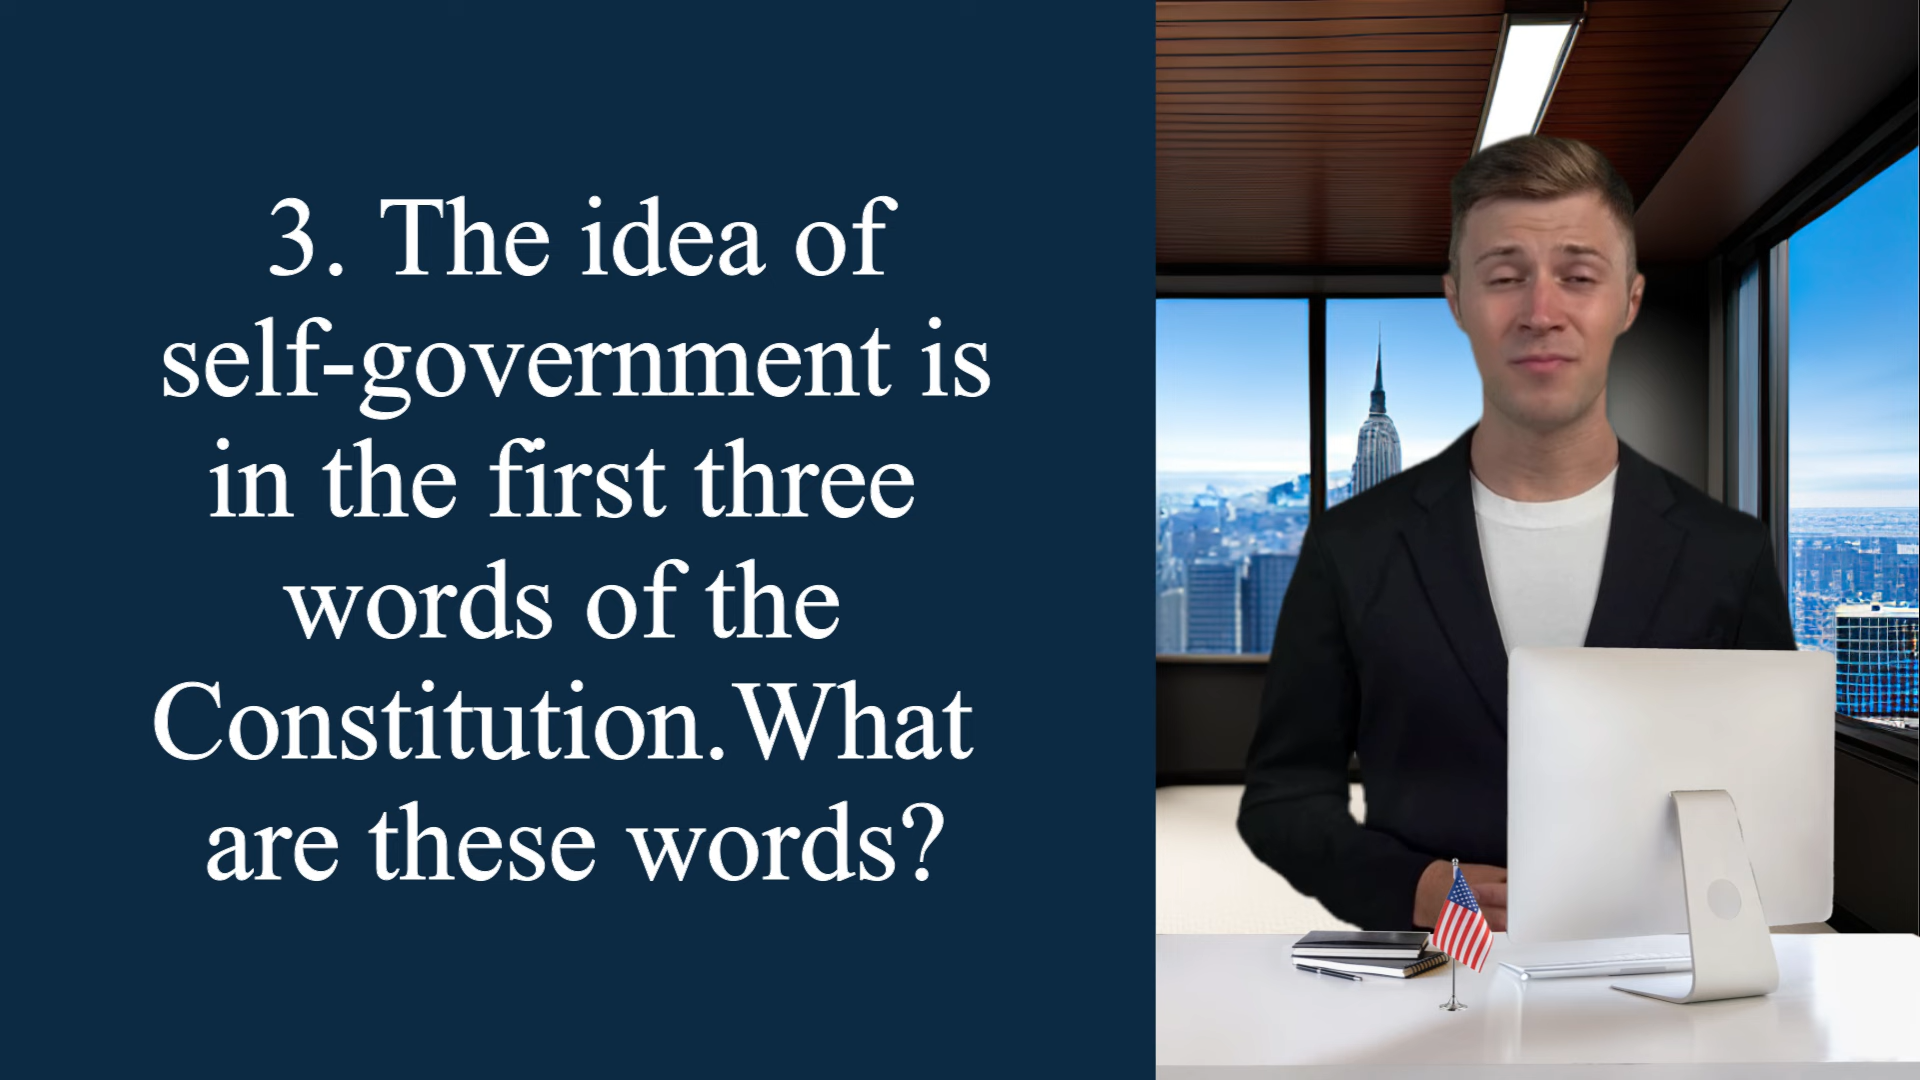 3. The idea of
self-government is
in the first three
words of the
Constitution.What
are these words?